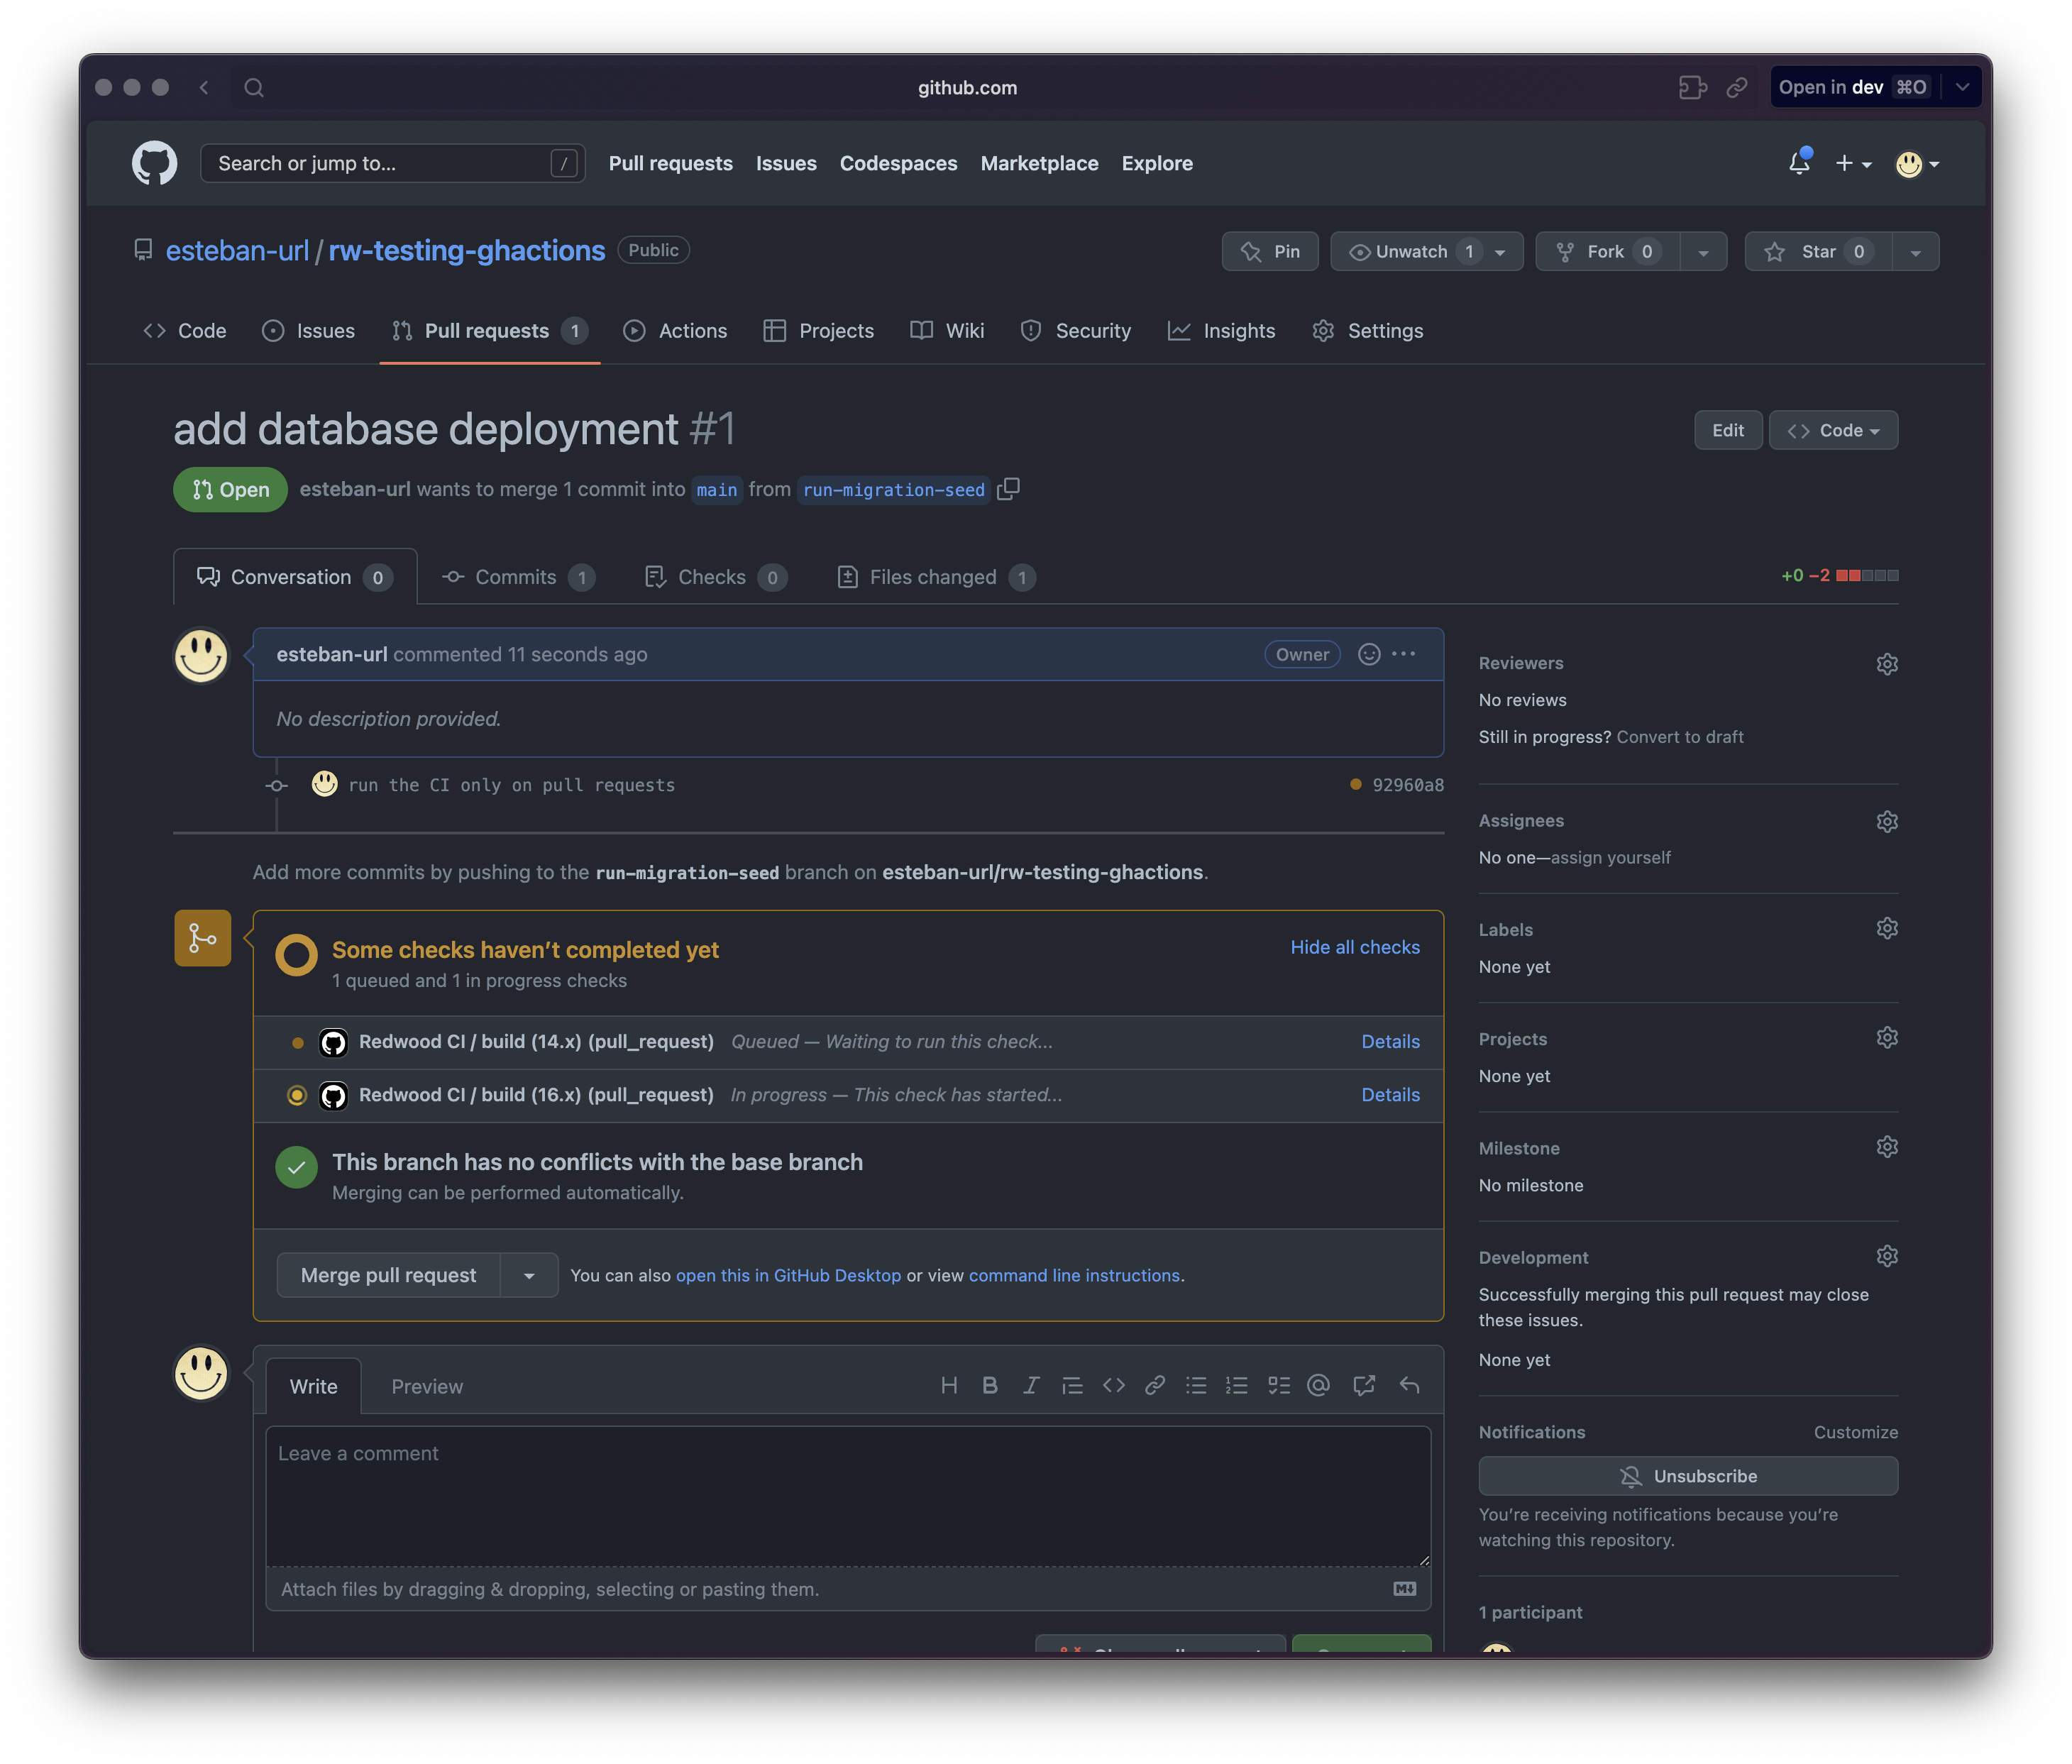 github.com
Open in dev ⌘O
Search or jump to... /
Pull requests Issues Codespaces Marketplace Explore
esteban-url / rw-testing-ghactions Public
Pin
Unwatch 1
Fork 0
Star 0
Code
Issues
Pull requests 1
Actions
Projects
Wiki
Security
Insights
Settings
add database deployment #1
Edit
Code
Open esteban-url wants to merge 1 commit into main from run-migration-seed
Conversation 0
Commits 1
Checks 0
Files changed 1
+0 −2
esteban-url commented 11 seconds ago
Owner
No description provided.
run the CI only on pull requests
92960a8
Add more commits by pushing to the run-migration-seed branch on esteban-url/rw-testing-ghactions.
Some checks haven’t completed yet
Hide all checks
1 queued and 1 in progress checks
Redwood CI / build (14.x) (pull_request) Queued — Waiting to run this check...
Details
Redwood CI / build (16.x) (pull_request) In progress — This check has started...
Details
This branch has no conflicts with the base branch
Merging can be performed automatically.
Merge pull request
You can also open this in GitHub Desktop or view command line instructions.
Write
Preview
Leave a comment
Attach files by dragging & dropping, selecting or pasting them.
Reviewers
No reviews
Still in progress? Convert to draft
Assignees
No one—assign yourself
Labels
None yet
Projects
None yet
Milestone
No milestone
Development
Successfully merging this pull request may close
these issues.
None yet
Notifications
Customize
Unsubscribe
You’re receiving notifications because you’re
watching this repository.
1 participant